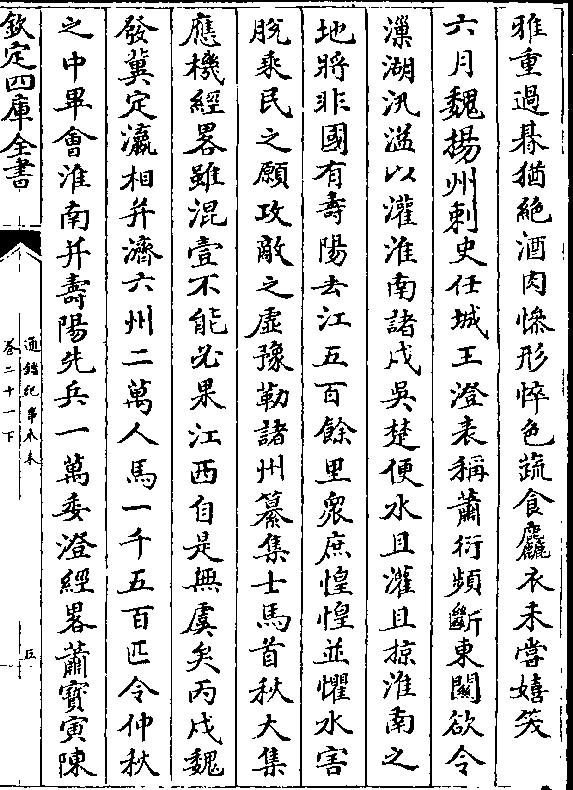 雅重過朞猶絶酒肉慘形悴色蔬食麤衣未嘗嬉笑
六月魏揚州刺史任城王澄表稱蕭衍頻斷東關欲令
漅湖汎溢以灌淮南諸戍吳楚便水且灌且掠淮南之
地將非國有壽陽去江五百餘里衆庶惶惶並懼水害
脫乗民之願攻敵之虛豫勒諸州纂集士馬首秋大集
應機經畧雖混壹不能必果江西自是無虞矣丙戌魏
發冀定瀛相并濟六州二萬人馬一千五百匹令仲秋
之中畢會淮南并壽陽先兵一萬委澄經畧蕭寶寅陳
欽定四庫全書
通鑑紀事本末
卷二十一下